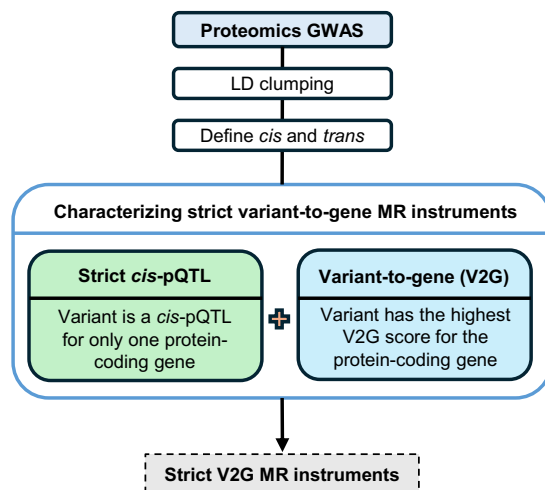 Proteomics GWAS
LD clumping
Define cis and trans
Characterizing strict variant-to-gene MR instruments
Strict cis-pQTL
Variant is a cis-pQTL
for only one protein-
coding gene
Variant-to-gene (V2G)
Variant has the highest
V2G score for the
protein-coding gene
Strict V2G MR instruments